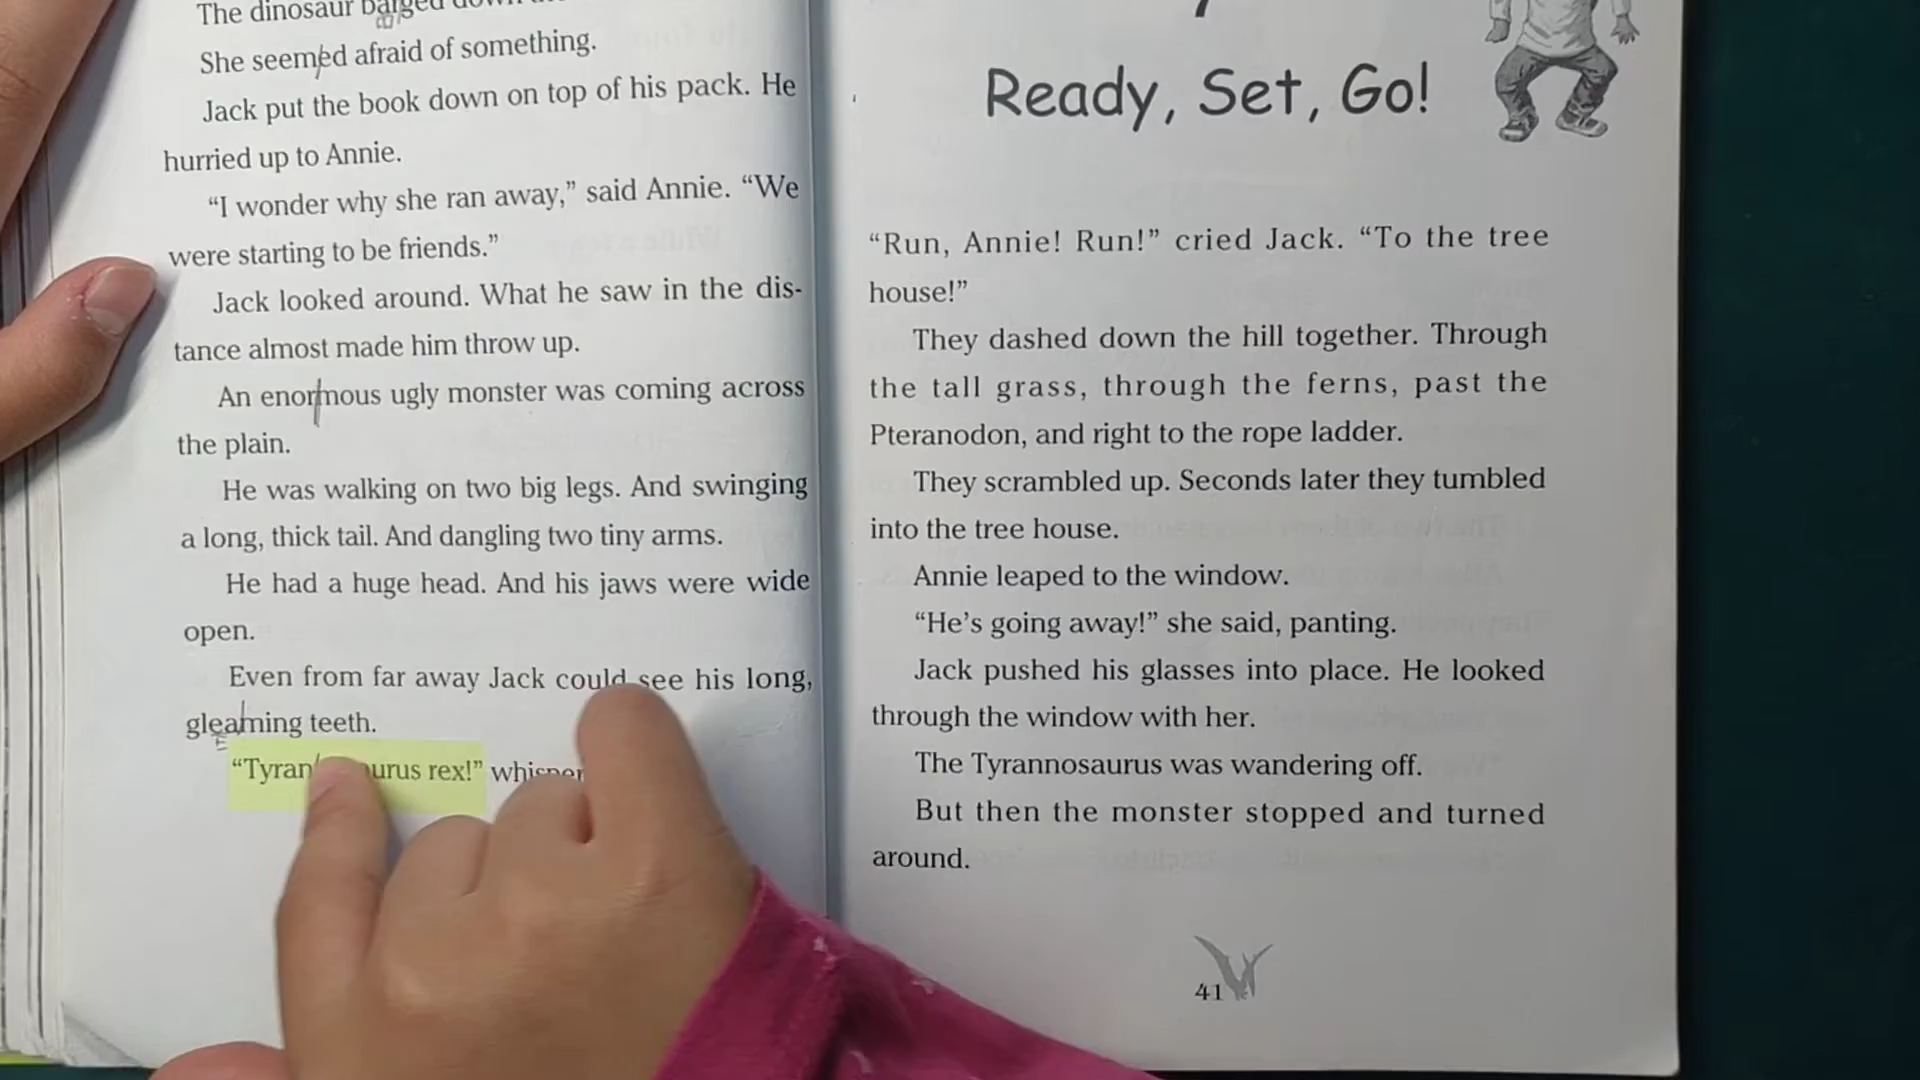 The dinosaur barged down
She seemed afraid of something.
Jack put the book down on top of his pack. He
hurried up to Annie.
“I wonder why she ran away,” said Annie. “We
were starting to be friends.”
Jack looked around. What he saw in the dis-
tance almost made him throw up.
An enormous ugly monster was coming across
the plain.
He was walking on two big legs. And swinging
a long, thick tail. And dangling two tiny arms.
He had a huge head. And his jaws were wide
open.
Even from far away Jack could see his long,
gleaming teeth.
rex!”
Ready, Set, Go!
“Run, Annie! Run!” cried Jack. “To the tree
house!”
They dashed down the hill together. Through
the tall grass, through the ferns, past the
Pteranodon, and right to the rope ladder.
They scrambled up. Seconds later they tumbled
into the tree house.
Annie leaped to the window.
“He’s going away!” she said, panting.
Jack pushed his glasses into place. He looked
through the window with her.
The Tyrannosaurus was wandering off.
But then the monster stopped and turned
around.
41